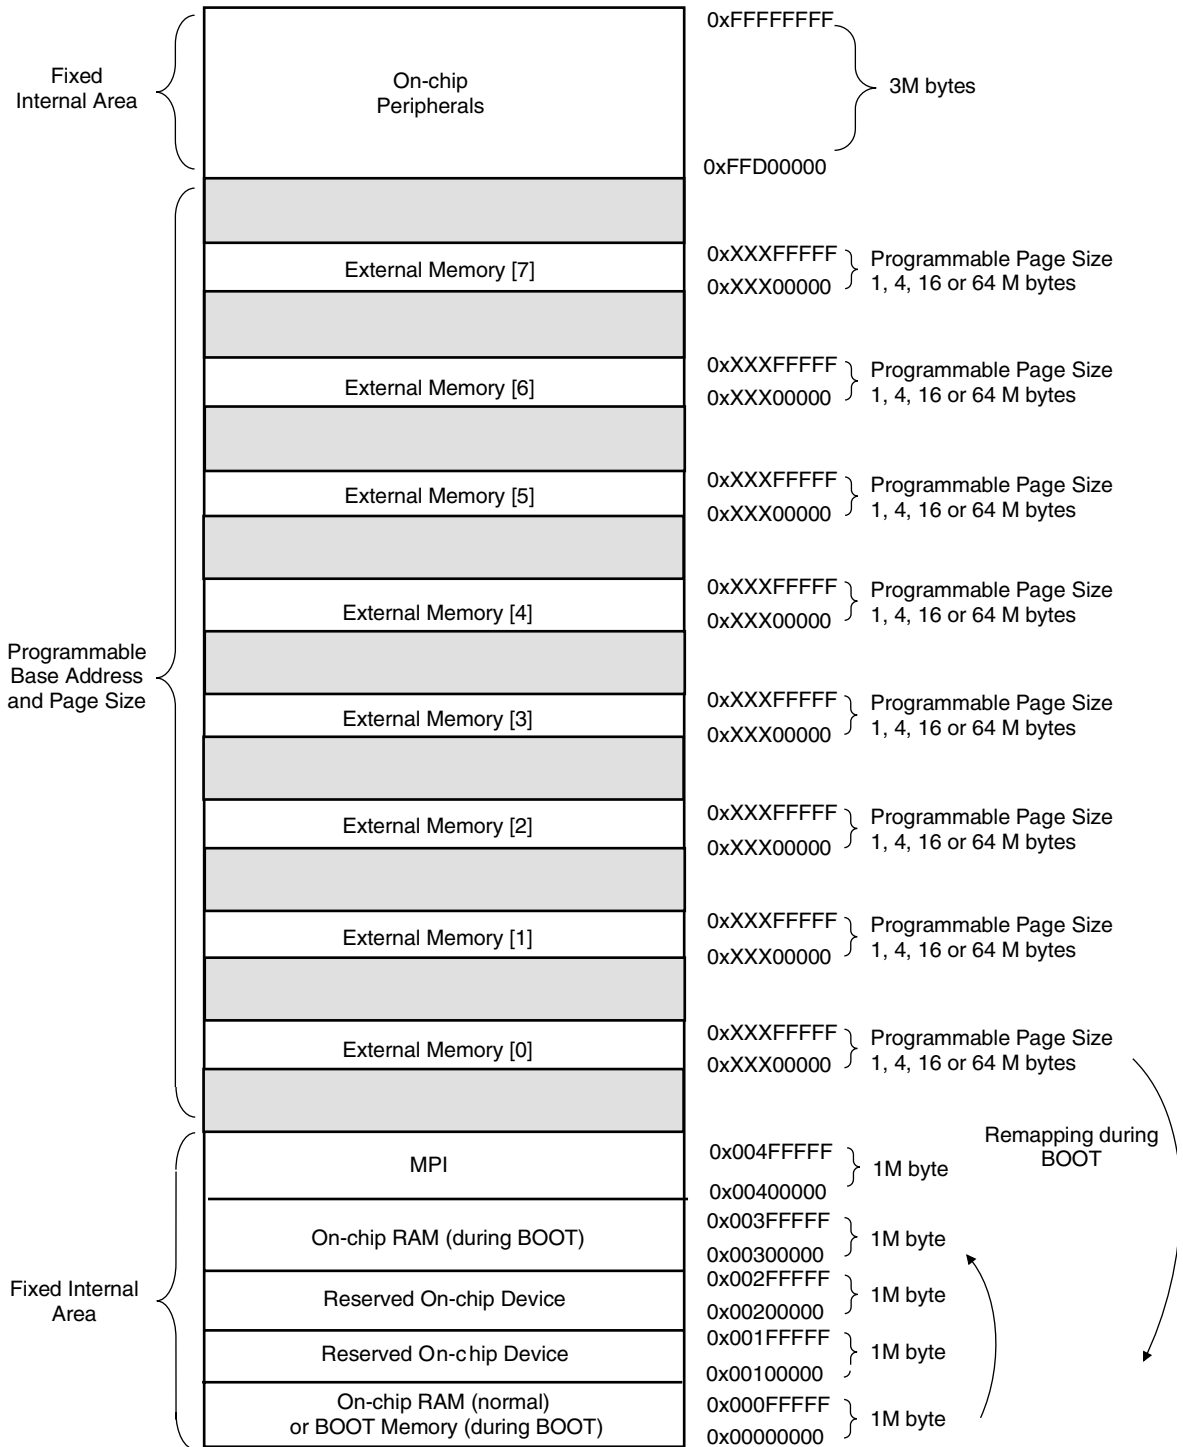 0xFFFFFFFF
Fixed
Internal Area
On-chip
Peripherals
3M bytes
0xFFD00000
External Memory [7]
0xXXXFFFFF
0xXXX00000
Programmable Page Size
1, 4, 16 or 64 M bytes
External Memory [6]
0xXXXFFFFF
0xXXX00000
Programmable Page Size
1, 4, 16 or 64 M bytes
External Memory [5]
0xXXXFFFFF
0xXXX00000
Programmable Page Size
1, 4, 16 or 64 M bytes
External Memory [4]
0xXXXFFFFF
0xXXX00000
Programmable Page Size
1, 4, 16 or 64 M bytes
Programmable
Base Address
and Page Size
External Memory [3]
0xXXXFFFFF
0xXXX00000
Programmable Page Size
1, 4, 16 or 64 M bytes
External Memory [2]
0xXXXFFFFF
0xXXX00000
Programmable Page Size
1, 4, 16 or 64 M bytes
External Memory [1]
0xXXXFFFFF
0xXXX00000
Programmable Page Size
1, 4, 16 or 64 M bytes
External Memory [0]
0xXXXFFFFF
0xXXX00000
Programmable Page Size
1, 4, 16 or 64 M bytes
Remapping during
BOOT
MPI
0x004FFFFF
0x00400000
1M byte
On-chip RAM (during BOOT)
0x003FFFFF
0x00300000
1M byte
Fixed Internal
Area
Reserved On-chip Device
0x002FFFFF
0x00200000
1M byte
Reserved On-chip Device
0x001FFFFF
0x00100000
1M byte
On-chip RAM (normal)
or BOOT Memory (during BOOT)
0x000FFFFF
0x00000000
1M byte